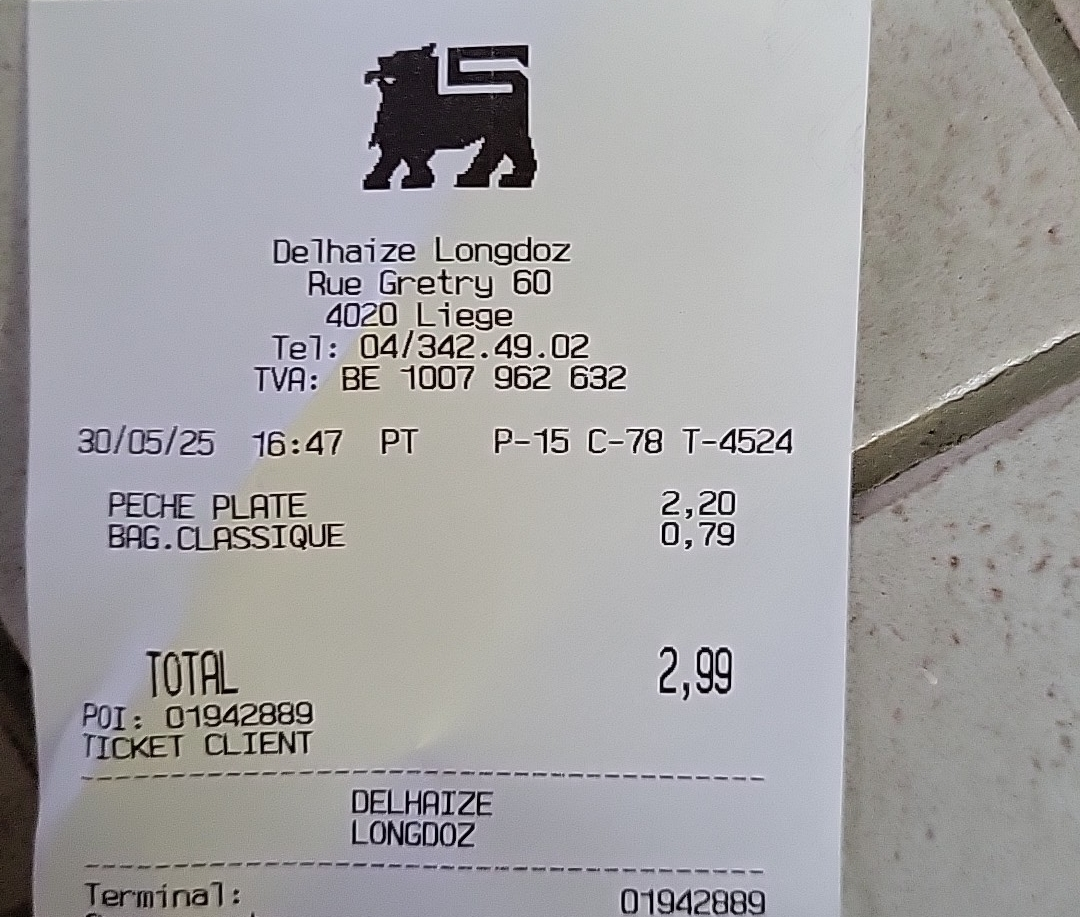 Delhaize Longdoz
Rue Gretry 60
4020 Liege
Tel: 04/342.49.02
TVA: BE 1007 962 632
30/05/25 16:47 PT P-15 C-78 T-4524
PECHE PLATE 2,20
BAG.CLASSIQUE 0,79
TOTAL 2,99
POI: 01942889
TICKET CLIENT
DELHAIZE
LONGDOZ
Terminal: 01942889